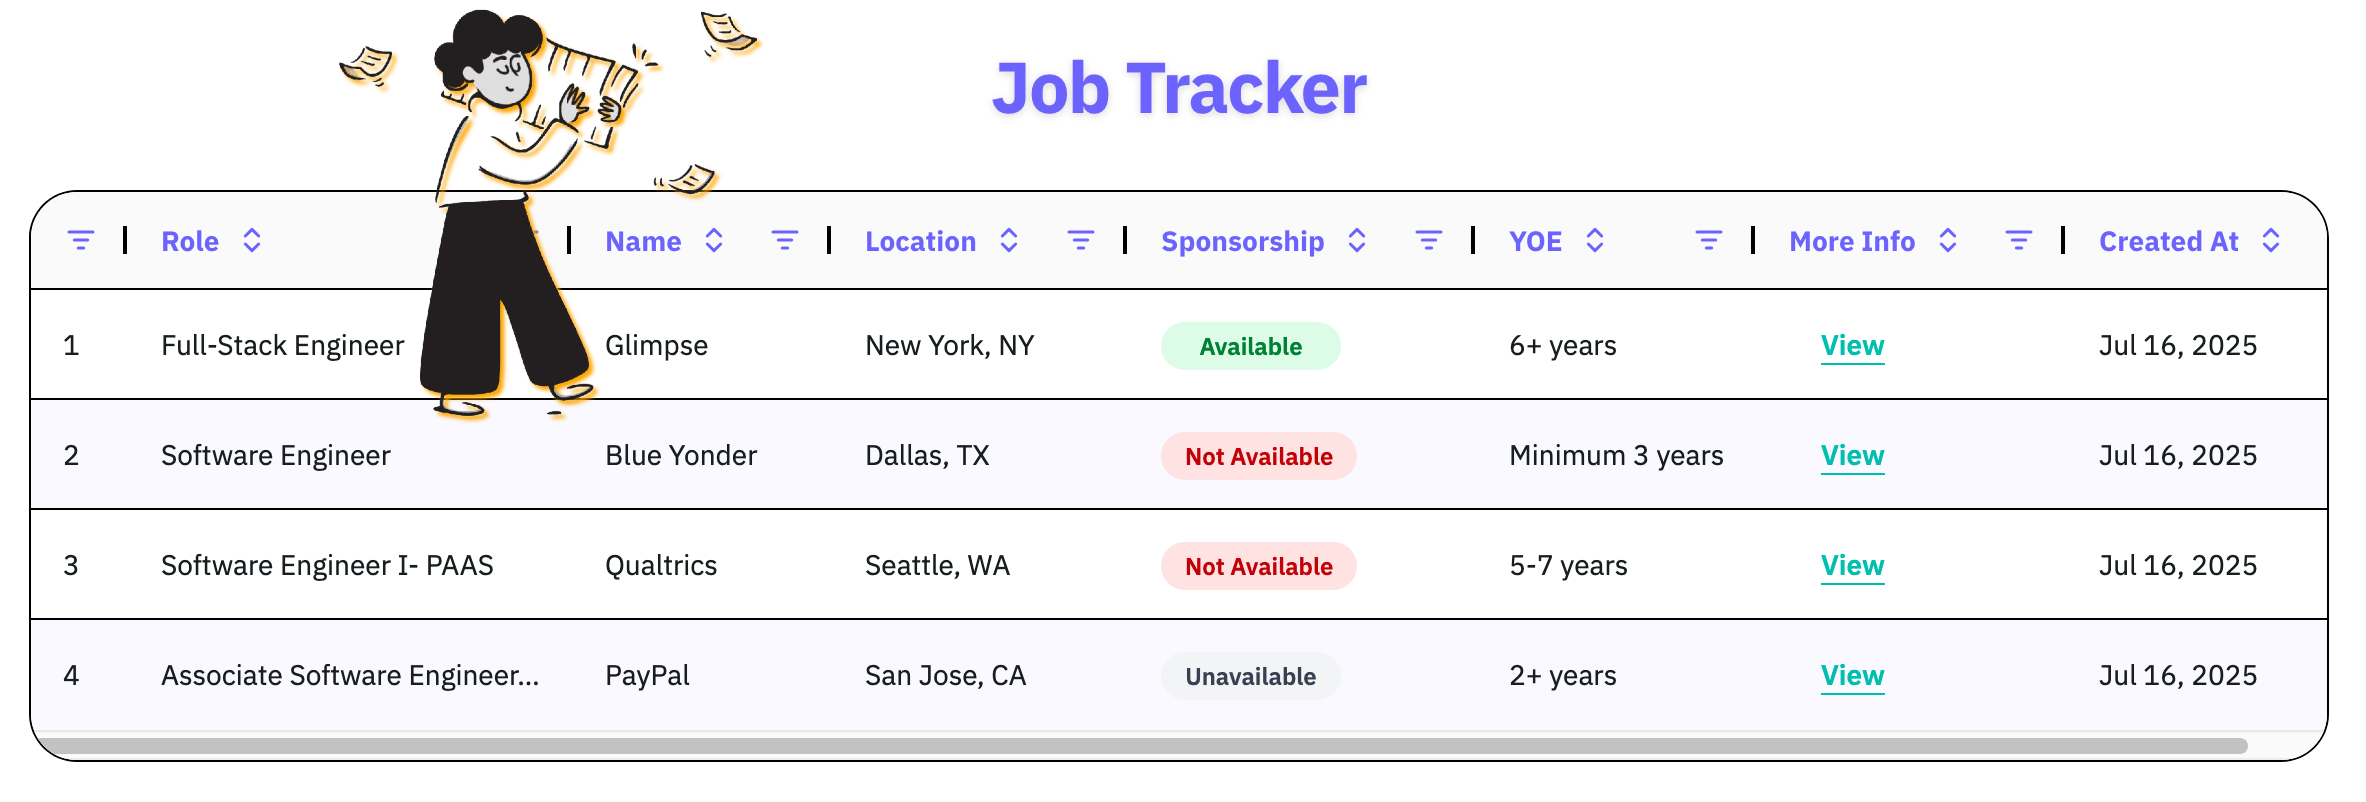 Job Tracker
Role Name Location Sponsorship YOE More Info Created At
1 Full-Stack Engineer Glimpse New York, NY Available 6+ years View Jul 16, 2025
2 Software Engineer Blue Yonder Dallas, TX Not Available Minimum 3 years View Jul 16, 2025
3 Software Engineer I- PAAS Qualtrics Seattle, WA Not Available 5-7 years View Jul 16, 2025
4 Associate Software Engineer... PayPal San Jose, CA Unavailable 2+ years View Jul 16, 2025